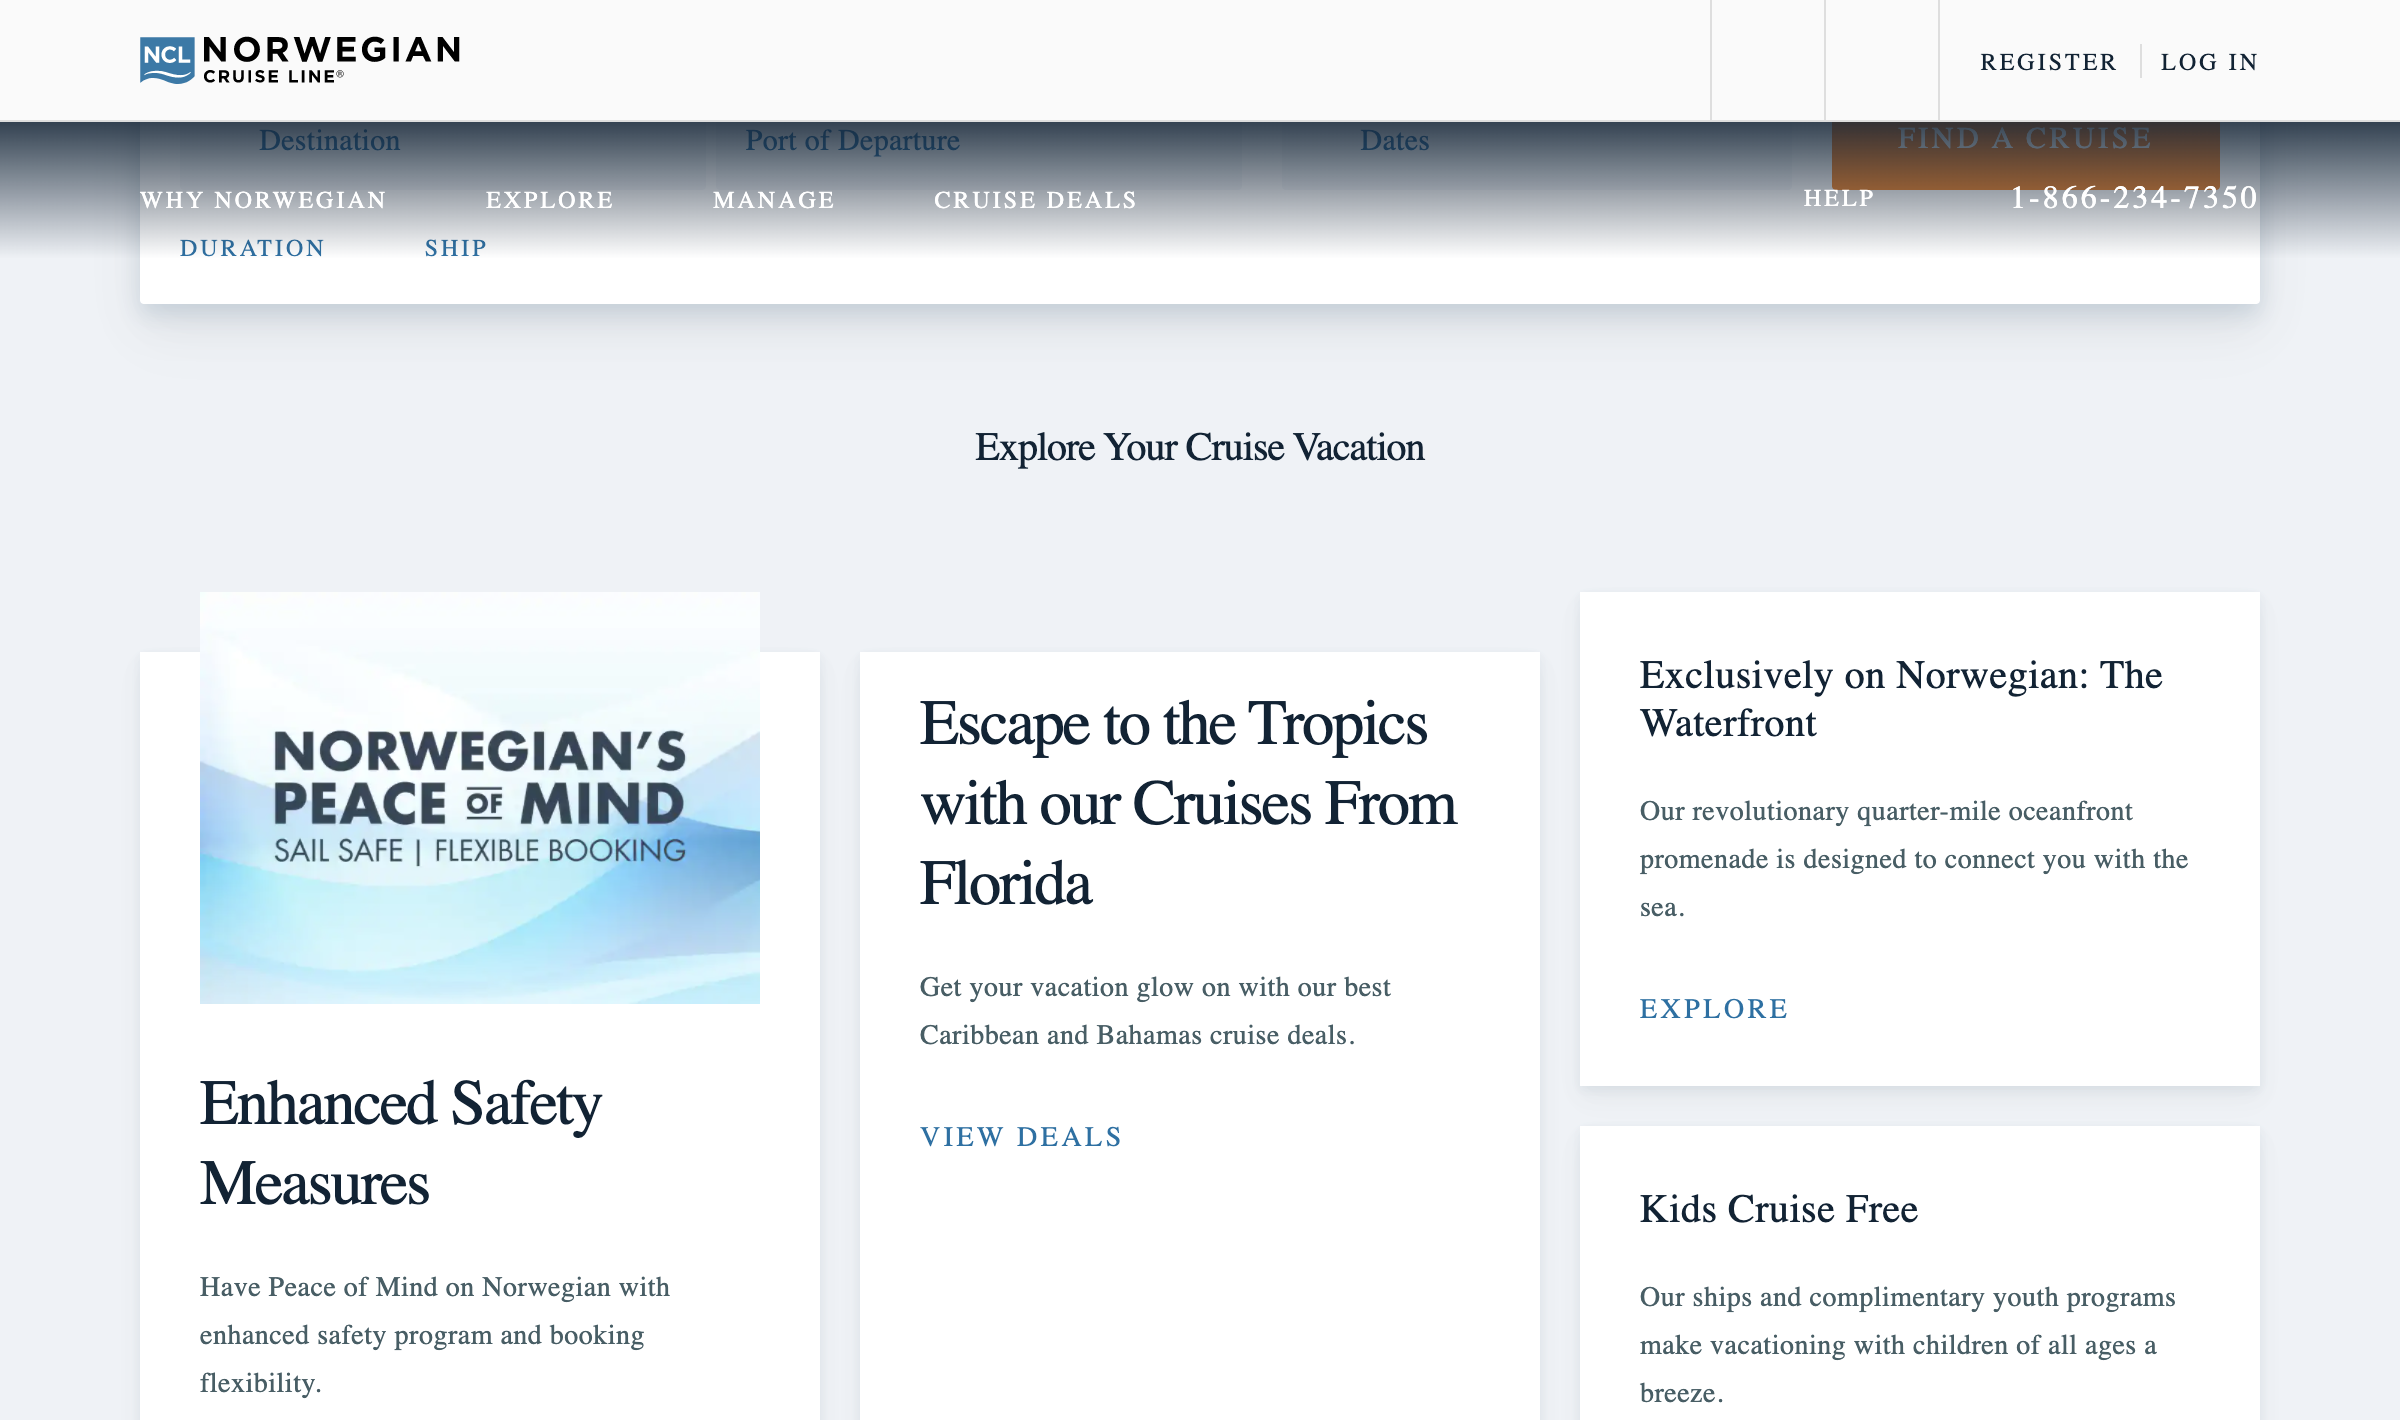 NCL NORWEGIAN
CRUISE LINE®
REGISTER LOG IN
Destination Port of Departure Dates FIND A CRUISE
WHY NORWEGIAN EXPLORE MANAGE CRUISE DEALS HELP 1-866-234-7350
DURATION SHIP
Explore Your Cruise Vacation
NORWEGIAN'S
PEACE OF MIND
SAIL SAFE | FLEXIBLE BOOKING
Enhanced Safety
Measures
Have Peace of Mind on Norwegian with
enhanced safety program and booking
flexibility.
Escape to the Tropics
with our Cruises From
Florida
Get your vacation glow on with our best
Caribbean and Bahamas cruise deals.
VIEW DEALS
Exclusively on Norwegian: The
Waterfront
Our revolutionary quarter-mile oceanfront
promenade is designed to connect you with the
sea.
EXPLORE
Kids Cruise Free
Our ships and complimentary youth programs
make vacationing with children of all ages a
breeze.